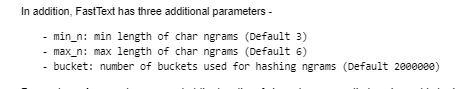 In addition, FastText has three additional parameters -
- min_n: min length of char ngrams (Default 3)
- max_n: max length of char ngrams (Default 6)
- bucket: number of buckets used for hashing ngrams (Default 2000000)